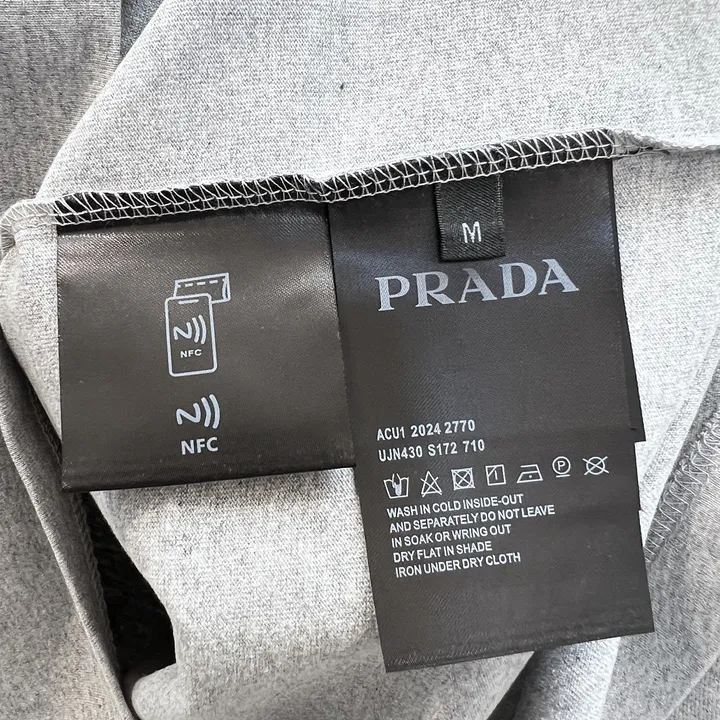 NFC
NFC
M
PRADA
ACU1 2024 2770
UJN430 S172 710
P
WASH IN COLD INSIDE-OUT
AND SEPARATELY DO NOT LEAVE
IN SOAK OR WRING OUT
DRY FLAT IN SHADE
IRON UNDER DRY CLOTH